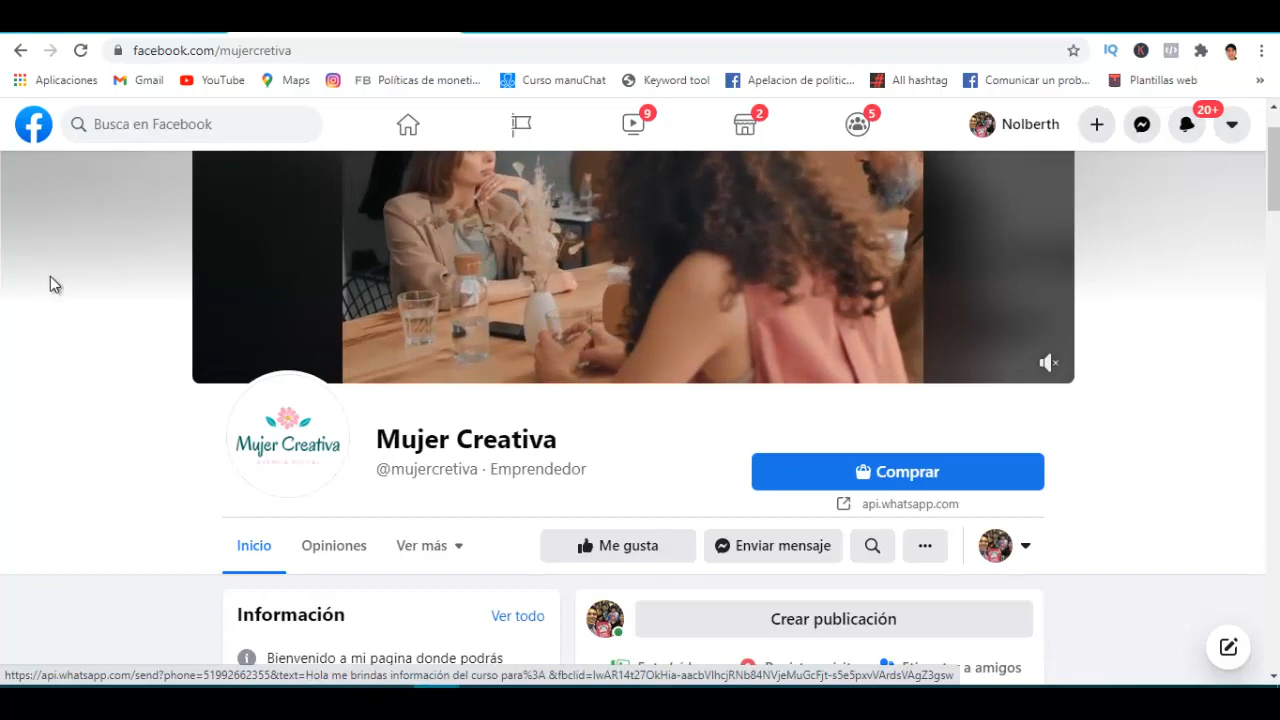 facebook.com/mujercretiva
Aplicaciones Gmail YouTube Maps FB Políticas de moneti... Curso manuChat Keyword tool Apelacion de politic... All hashtag Comunicar un prob... Plantillas web »
Busca en Facebook 9 2 5 Nolberth 20+
Mujer Creativa
AGENCIA DIGITAL
Mujer Creativa
@mujercretiva · Emprendedor
Comprar
api.whatsapp.com
Inicio Opiniones Ver más Me gusta Enviar mensaje
Información Ver todo
Crear publicación
Bienvenido a mi pagina donde podrás
a amigos
https://api.whatsapp.com/send?phone=51992662355&text=Hola me brindas información del curso para%3A &fbclid=IwAR14t27OkHia-aacbVIhcjRNb84NVjeMuGcFjt-s5e5pxvVArdsVAgZ3gsw